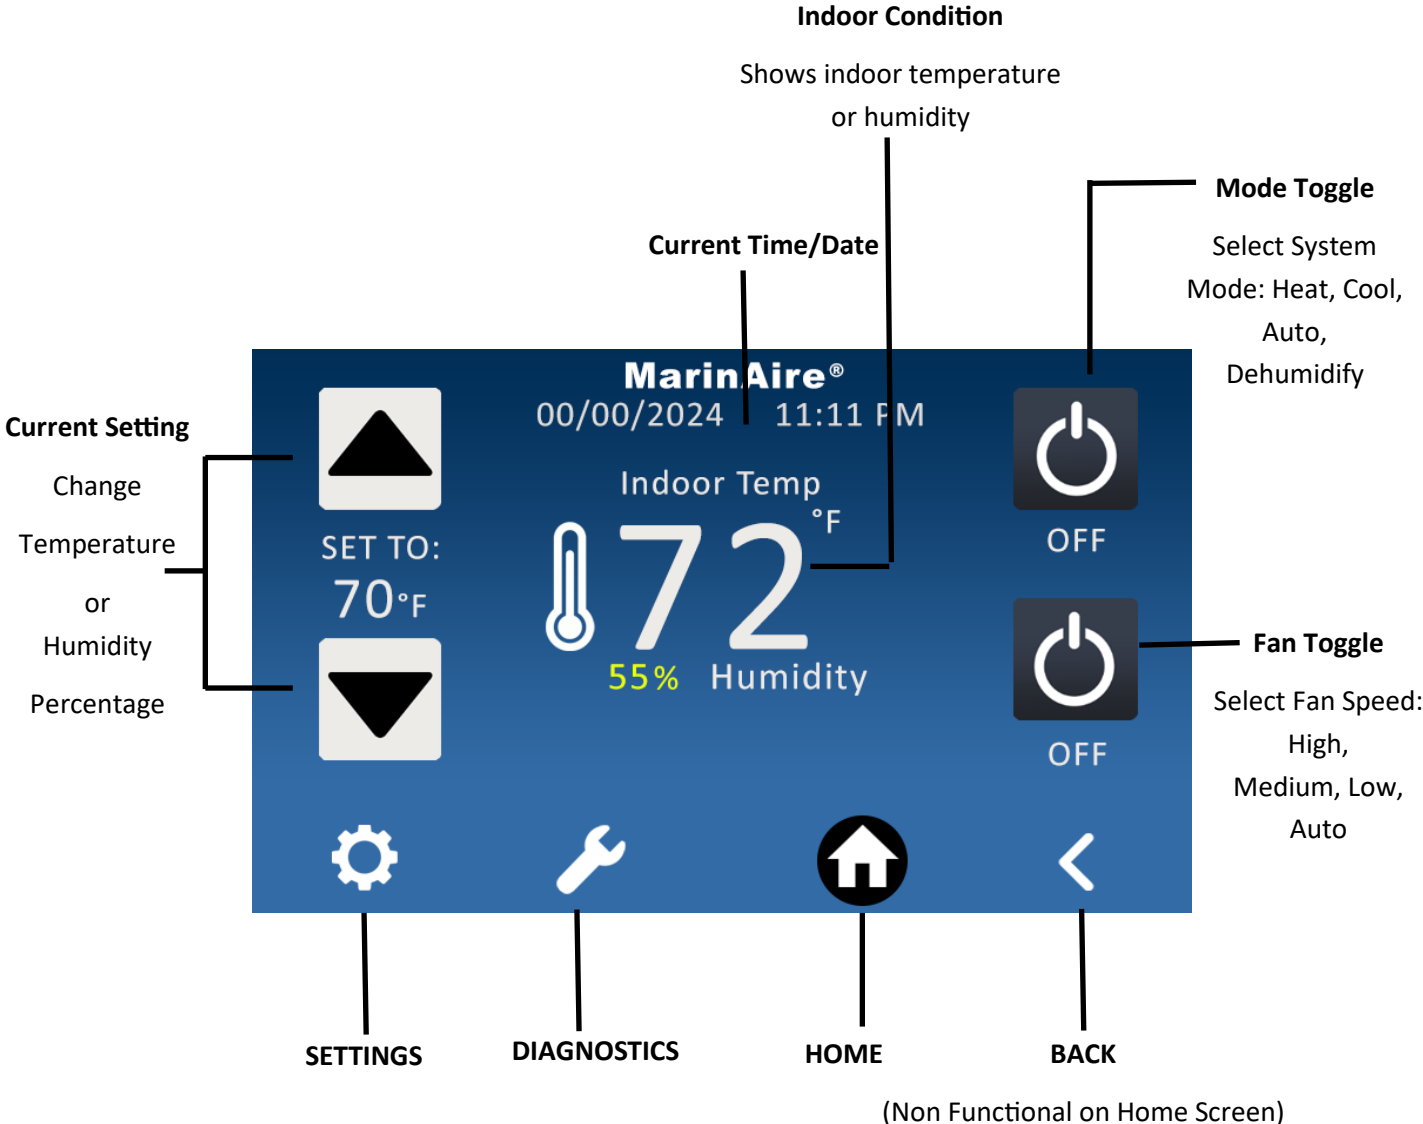 Indoor Condition
Shows indoor temperature
or humidity
Mode Toggle
Select System
Mode: Heat, Cool,
Auto,
Dehumidify
Current Time/Date
MarinAire®
00/00/2024 11:11 PM
Current Setting
Change
Temperature
or
Humidity
Percentage
SET TO:
70°F
Indoor Temp
72°F
55% Humidity
OFF
OFF
Fan Toggle
Select Fan Speed:
High,
Medium, Low,
Auto
SETTINGS
DIAGNOSTICS
HOME
BACK
(Non Functional on Home Screen)